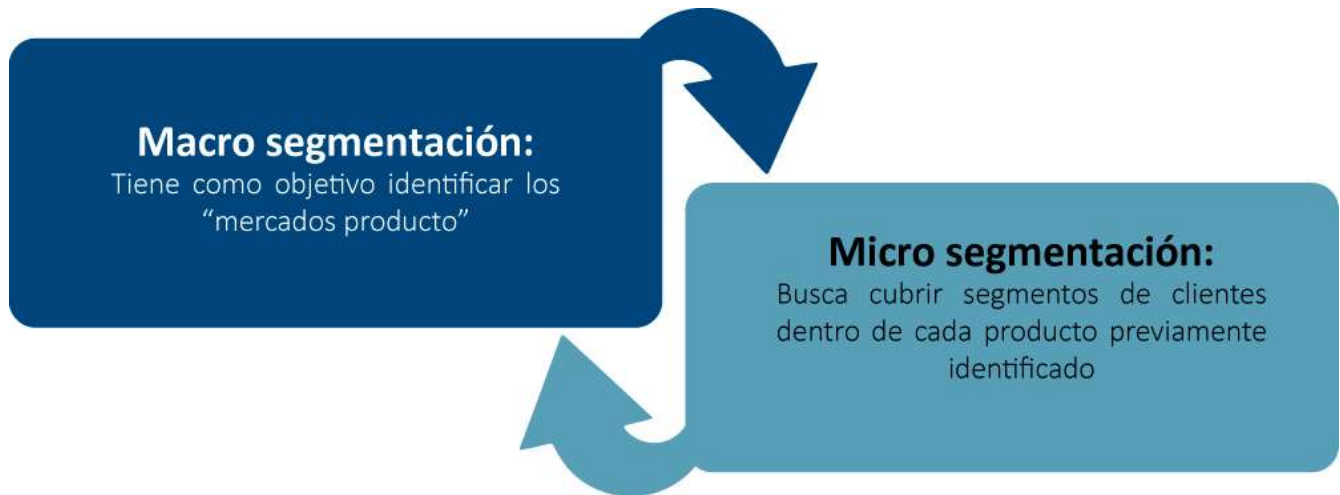 Macro segmentación:
Tiene como objetivo identificar los
“mercados producto”
Micro segmentación:
Busca cubrir segmentos de clientes
dentro de cada producto previamente
identificado